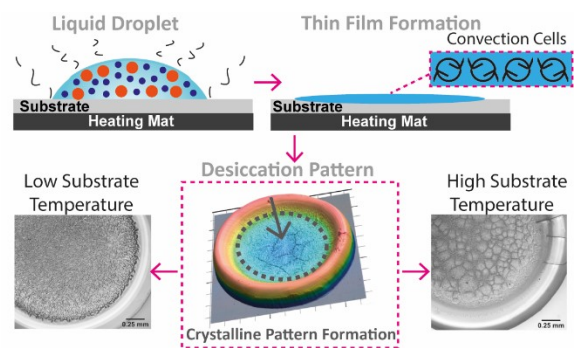 Liquid Droplet
Thin Film Formation
Convection Cells
Substrate
Heating Mat
Substrate
Heating Mat
Desiccation Pattern
Low Substrate
Temperature
High Substrate
Temperature
Crystalline Pattern Formation
0.25 mm
0.25 mm